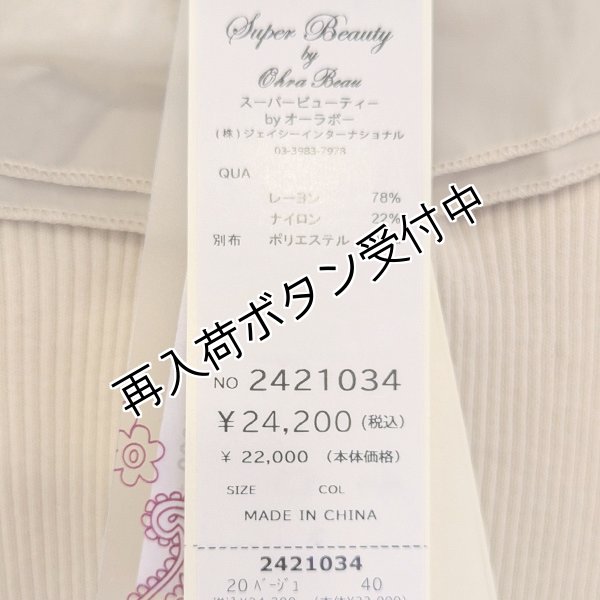 Super Beauty
by
Ohra Beau
スーパービューティー
by オーラボー
(株)ジェイシーインターナショナル
03-3983-7978
QUA
レーヨン 78%
ナイロン 22%
別布 ポリエステル
再入荷ボタン受付中
NO 2421034
¥24,200 (税込)
¥ 22,000 (本体価格)
SIZE COL
MADE IN CHINA
2421034
20 ベージュ 40